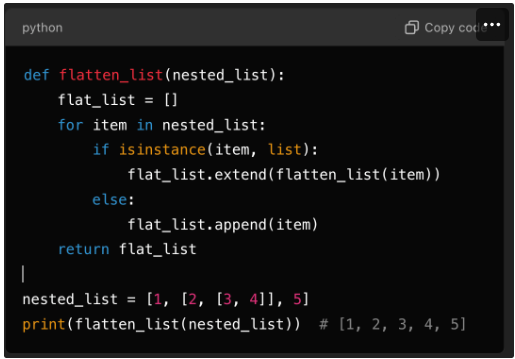 python Copy code
def flatten_list(nested_list):
    flat_list = []
    for item in nested_list:
        if isinstance(item, list):
            flat_list.extend(flatten_list(item))
        else:
            flat_list.append(item)
    return flat_list
nested_list = [1, [2, [3, 4]], 5]
print(flatten_list(nested_list))  # [1, 2, 3, 4, 5]